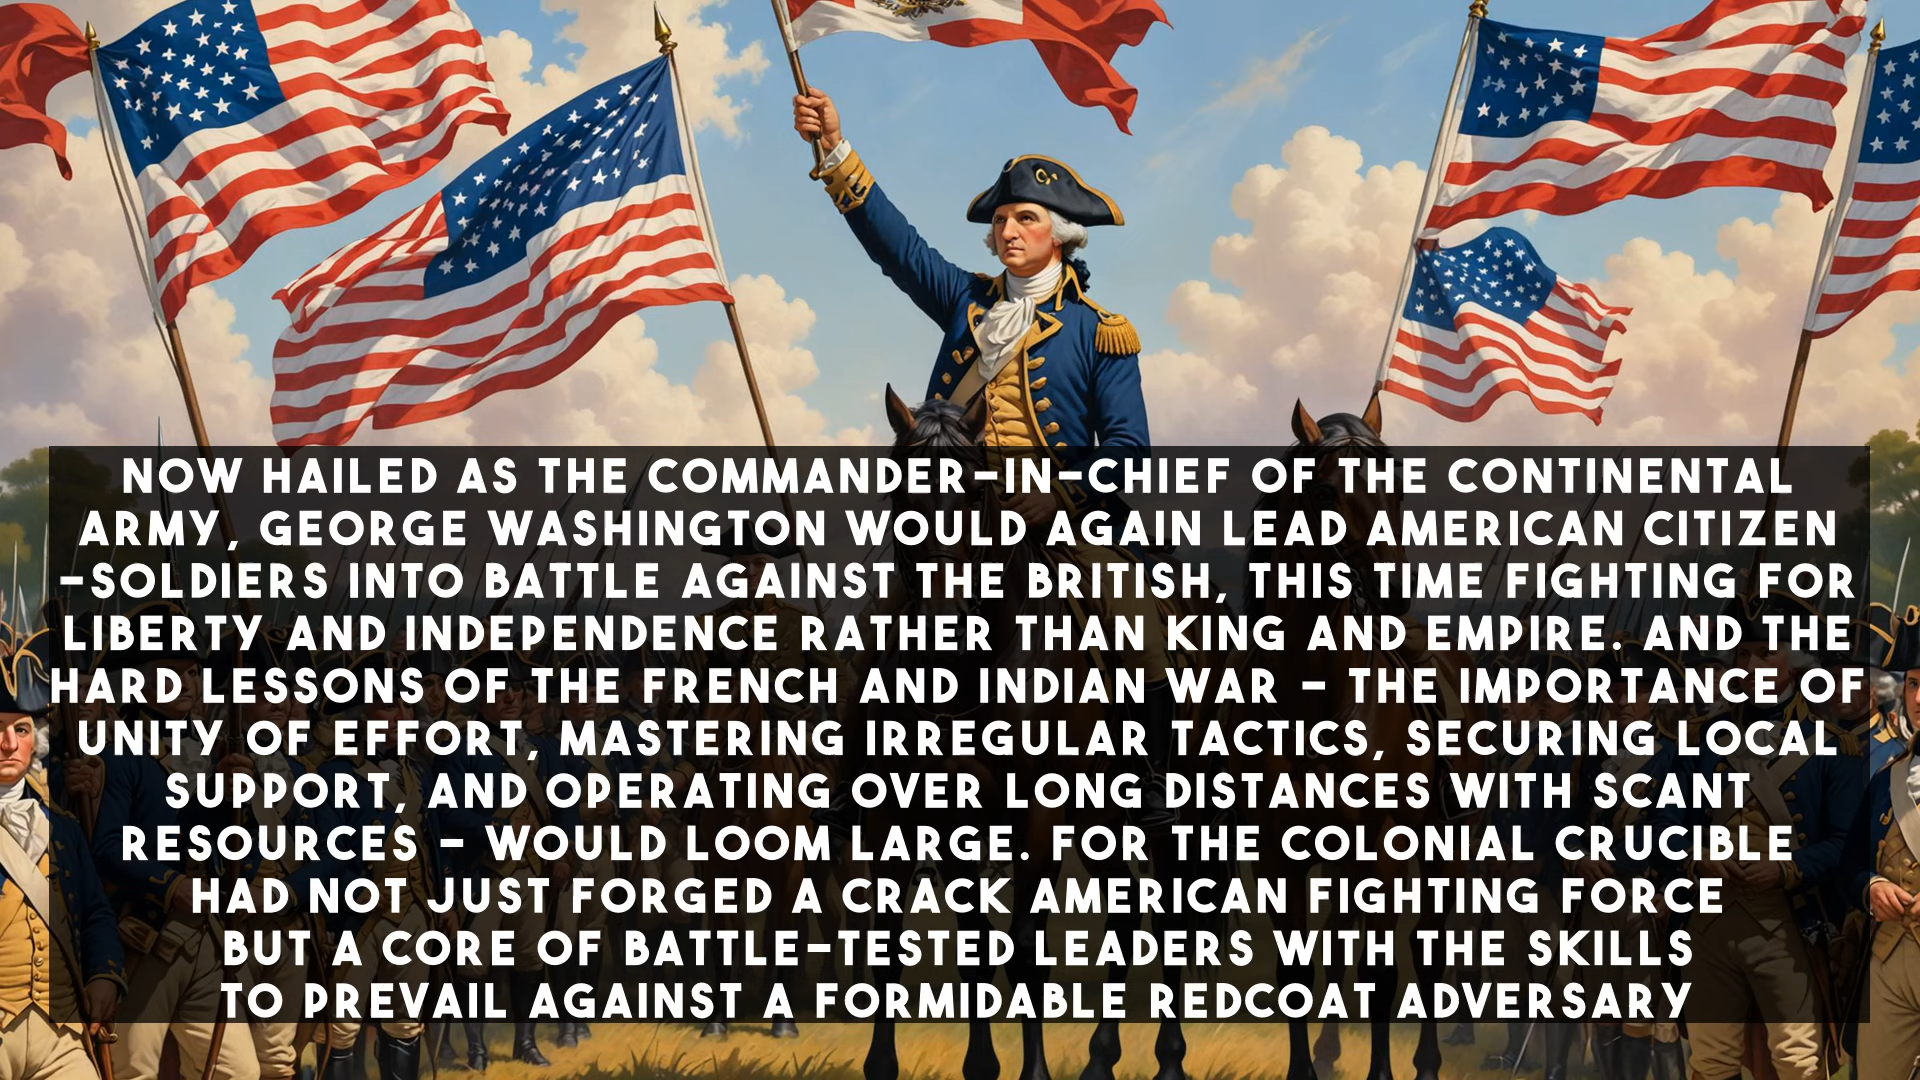 NOW HAILED AS THE COMMANDER-IN-CHIEF OF THE CONTINENTAL
ARMY, GEORGE WASHINGTON WOULD AGAIN LEAD AMERICAN CITIZEN
-SOLDIERS INTO BATTLE AGAINST THE BRITISH, THIS TIME FIGHTING FOR
LIBERTY AND INDEPENDENCE RATHER THAN KING AND EMPIRE. AND THE
HARD LESSONS OF THE FRENCH AND INDIAN WAR - THE IMPORTANCE OF
UNITY OF EFFORT, MASTERING IRREGULAR TACTICS, SECURING LOCAL
SUPPORT, AND OPERATING OVER LONG DISTANCES WITH SCANT
RESOURCES - WOULD LOOM LARGE. FOR THE COLONIAL CRUCIBLE
HAD NOT JUST FORGED A CRACK AMERICAN FIGHTING FORCE
BUT A CORE OF BATTLE-TESTED LEADERS WITH THE SKILLS
TO PREVAIL AGAINST A FORMIDABLE REDCOAT ADVERSARY